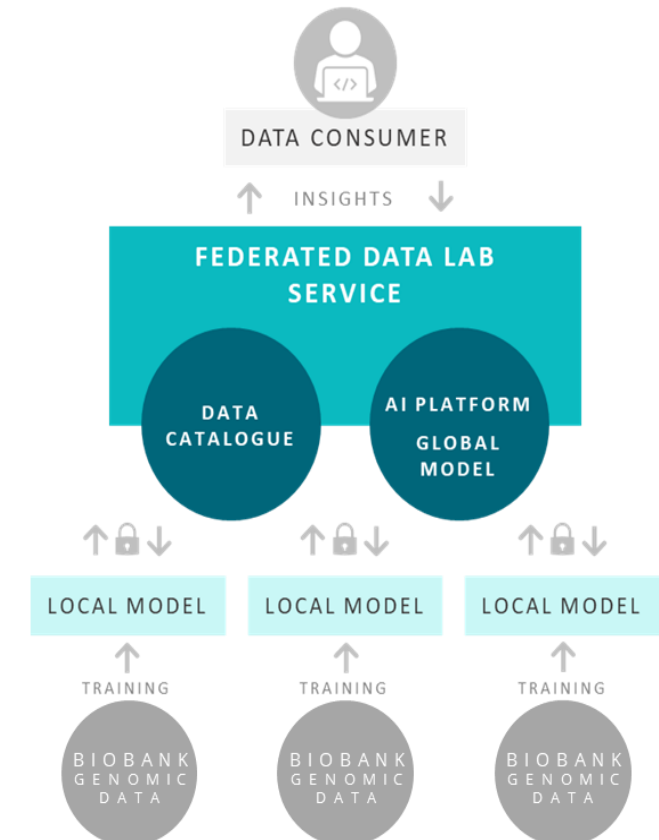 </>
DATA CONSUMER
INSIGHTS
FEDERATED DATA LAB
SERVICE
DATA
CATALOGUE
AI PLATFORM
GLOBAL
MODEL
LOCAL MODEL
LOCAL MODEL
LOCAL MODEL
TRAINING
TRAINING
TRAINING
BIOBANK
GENOMIC
DATA
BIOBANK
GENOMIC
DATA
BIOBANK
GENOMIC
DATA